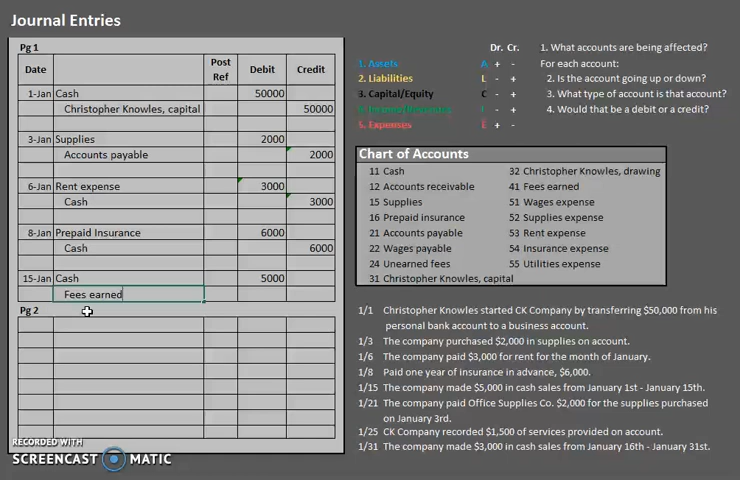 Journal Entries
Pg 1
Date Post Ref Debit Credit
1-Jan Cash 50000
Christopher Knowles, capital 50000
3-Jan Supplies 2000
Accounts payable 2000
6-Jan Rent expense 3000
Cash 3000
8-Jan Prepaid Insurance 6000
Cash 6000
15-Jan Cash 5000
Fees earned
Pg 2
Dr. Cr.
1. Assets A + -
2. Liabilities L - +
3. Capital/Equity C - +
5. Expenses E + -
1. What accounts are being affected?
For each account:
2. Is the account going up or down?
3. What type of account is that account?
4. Would that be a debit or a credit?
Chart of Accounts
11 Cash 32 Christopher Knowles, drawing
12 Accounts receivable 41 Fees earned
15 Supplies 51 Wages expense
16 Prepaid insurance 52 Supplies expense
21 Accounts payable 53 Rent expense
22 Wages payable 54 Insurance expense
24 Unearned fees 55 Utilities expense
31 Christopher Knowles, capital
1/1 Christopher Knowles started CK Company by transferring $50,000 from his
personal bank account to a business account.
1/3 The company purchased $2,000 in supplies on account.
1/6 The company paid $3,000 for rent for the month of January.
1/8 Paid one year of insurance in advance, $6,000.
1/15 The company made $5,000 in cash sales from January 1st - January 15th.
1/21 The company paid Office Supplies Co. $2,000 for the supplies purchased
on January 3rd.
1/25 CK Company recorded $1,500 of services provided on account.
1/31 The company made $3,000 in cash sales from January 16th - January 31st.
RECORDED WITH
SCREENCAST MATIC